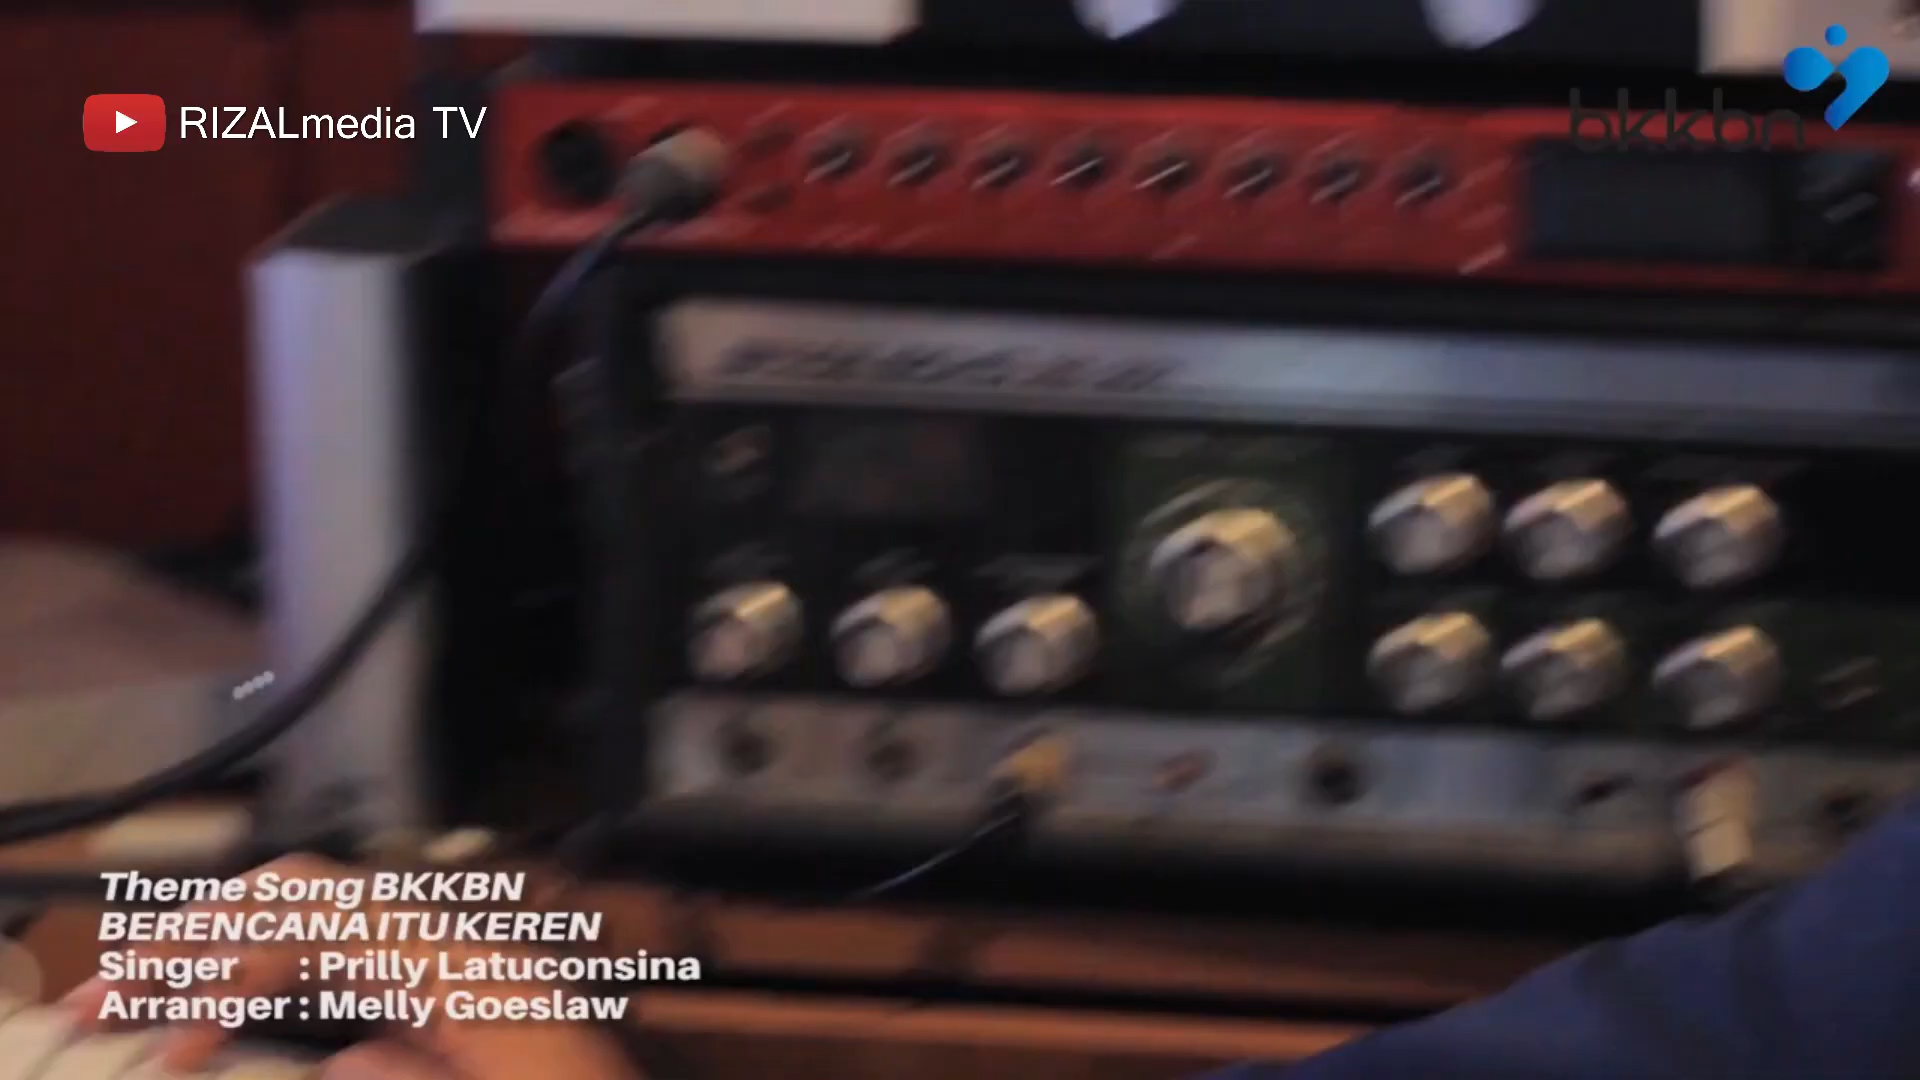 RIZALmedia TV
bkkbn
Theme Song BKKBN
BERENCANA ITU KEREN
Singer : Prilly Latuconsina
Arranger : Melly Goeslaw